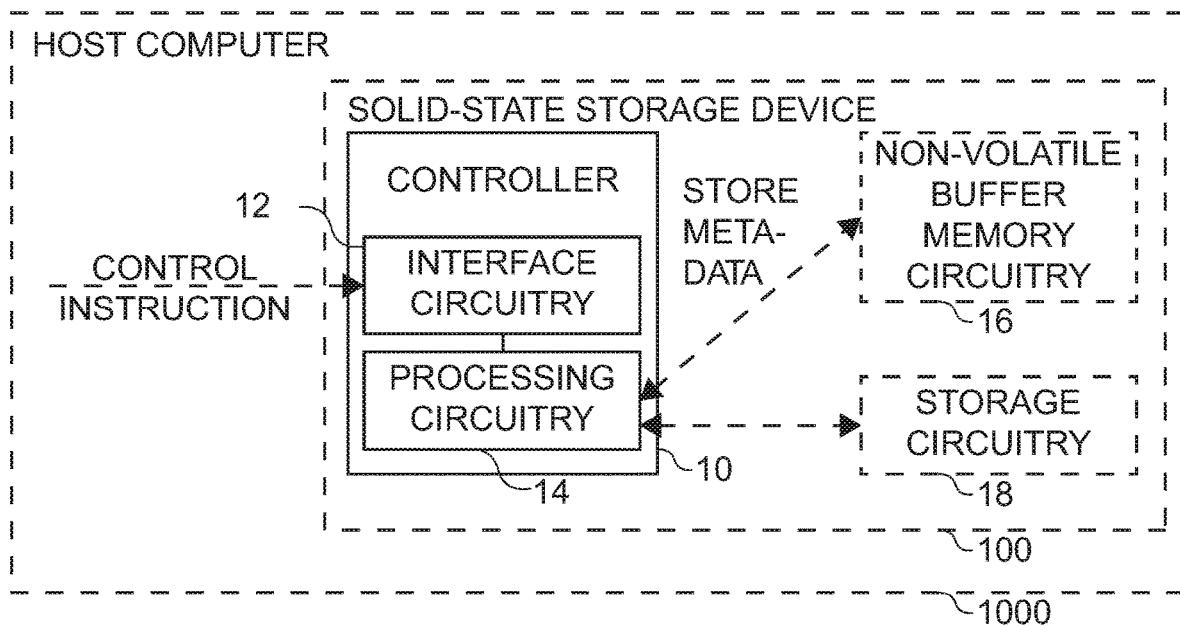 HOST COMPUTER
SOLID-STATE STORAGE DEVICE
CONTROLLER
12
INTERFACE
CIRCUITRY
CONTROL
INSTRUCTION
PROCESSING
CIRCUITRY
14
10
STORE
META-
DATA
NON-VOLATILE
BUFFER
MEMORY
CIRCUITRY
16
STORAGE
CIRCUITRY
18
100
1000